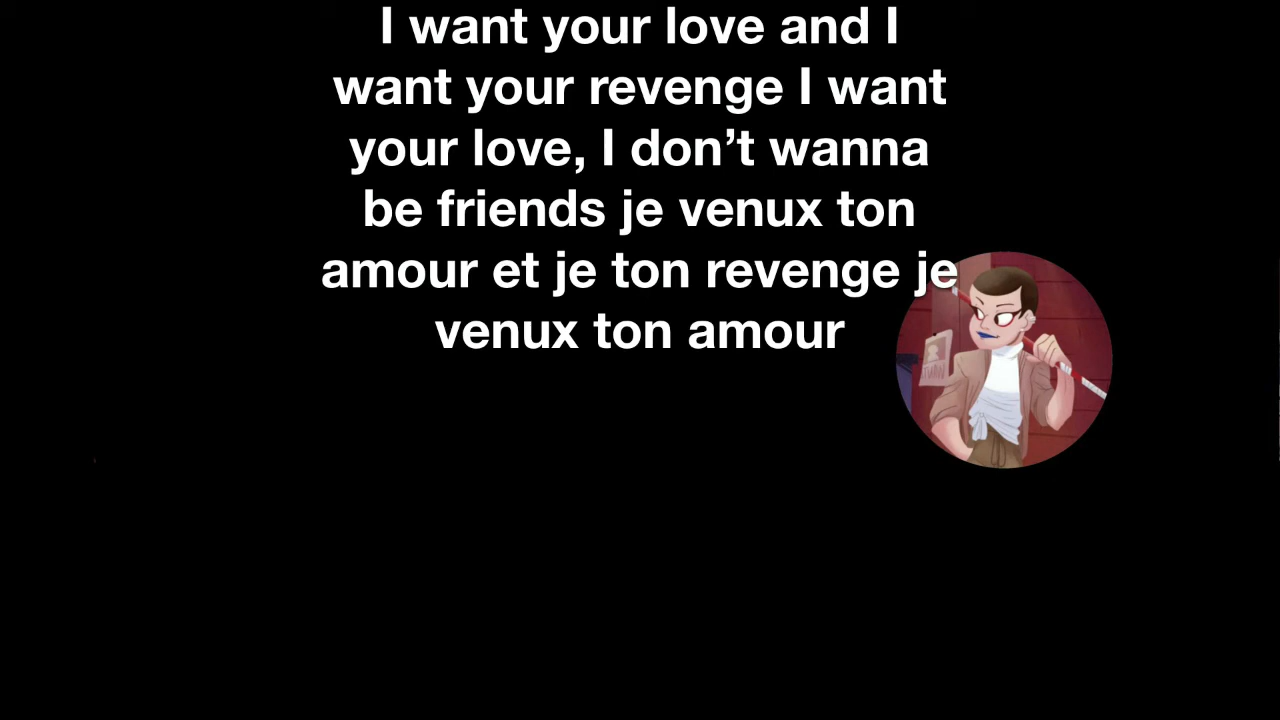 I want your love and I
want your revenge I want
your love, I don’t wanna
be friends je venux ton
amour et je ton revenge je
venux ton amour
TURN